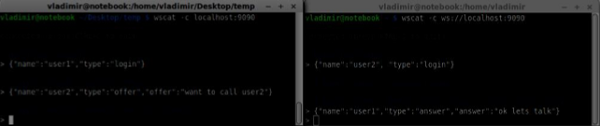 vladimir@notebook:/home/vladimir/Desktop/temp
vladimir@notebook: ~Desktop/temp $ wscat -c localhost:9090
> {"name":"user1","type":"login"}
> {"name":"user2","type":"offer","offer":"want to call user2"}
>
vladimir@notebook:/home/vladimir
vladimir@notebook: $ wscat -c ws://localhost:9090
> {"name":"user2", "type":"login"}
> {"name":"user1","type":"answer","answer":"ok lets talk"}
>